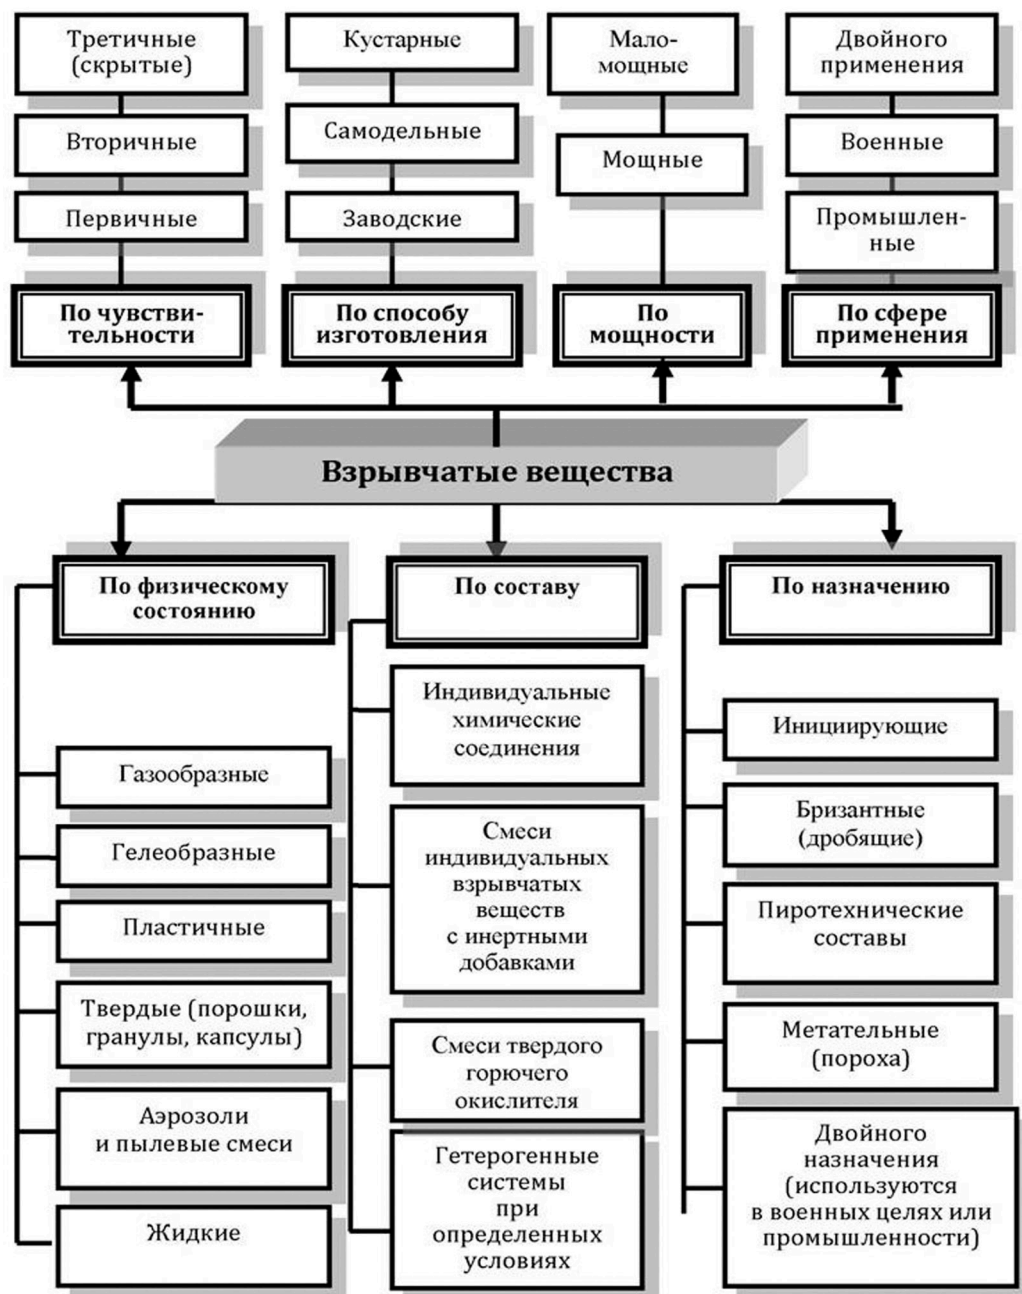 Третичные
(скрытые)
Вторичные
Первичные
По чувстви-
тельности
Кустарные
Самодельные
Заводские
По способу
изготовления
Мало-
мощные
Мощные
По
мощности
Двойного
применения
Военные
Промышлен-
ные
По сфере
применения
Взрывчатые вещества
По физическому
состоянию
Газообразные
Гелеобразные
Пластичные
Твердые (порошки,
гранулы, капсулы)
Аэрозоли
и пылевые смеси
Жидкие
По составу
Индивидуальные
химические
соединения
Смеси
индивидуальных
взрывчатых
веществ
с инертными
добавками
Смеси твердого
горючего
окислителя
Гетерогенные
системы
при
определенных
условиях
По назначению
Инициирующие
Бризантные
(дробящие)
Пиротехнические
составы
Метательные
(пороха)
Двойного
назначения
(используются
в военных целях или
промышленности)